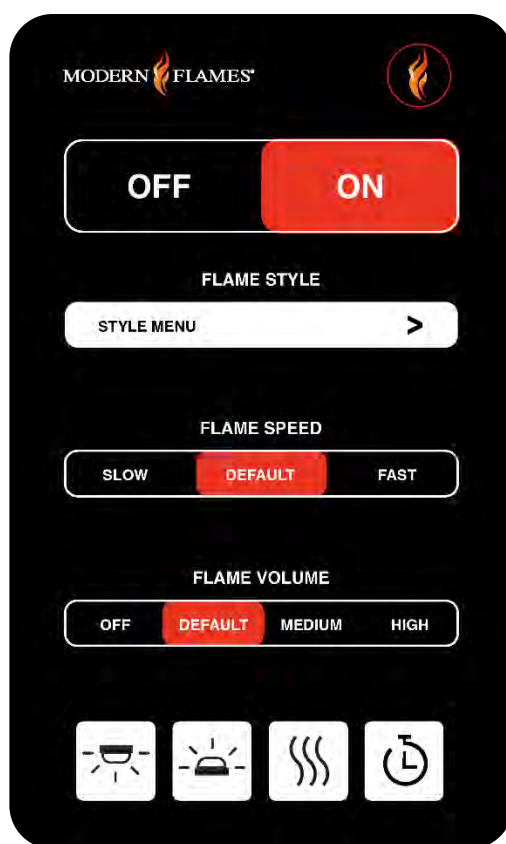 MODERN FLAMES®
OFF ON
FLAME STYLE
STYLE MENU >
FLAME SPEED
SLOW DEFAULT FAST
FLAME VOLUME
OFF DEFAULT MEDIUM HIGH